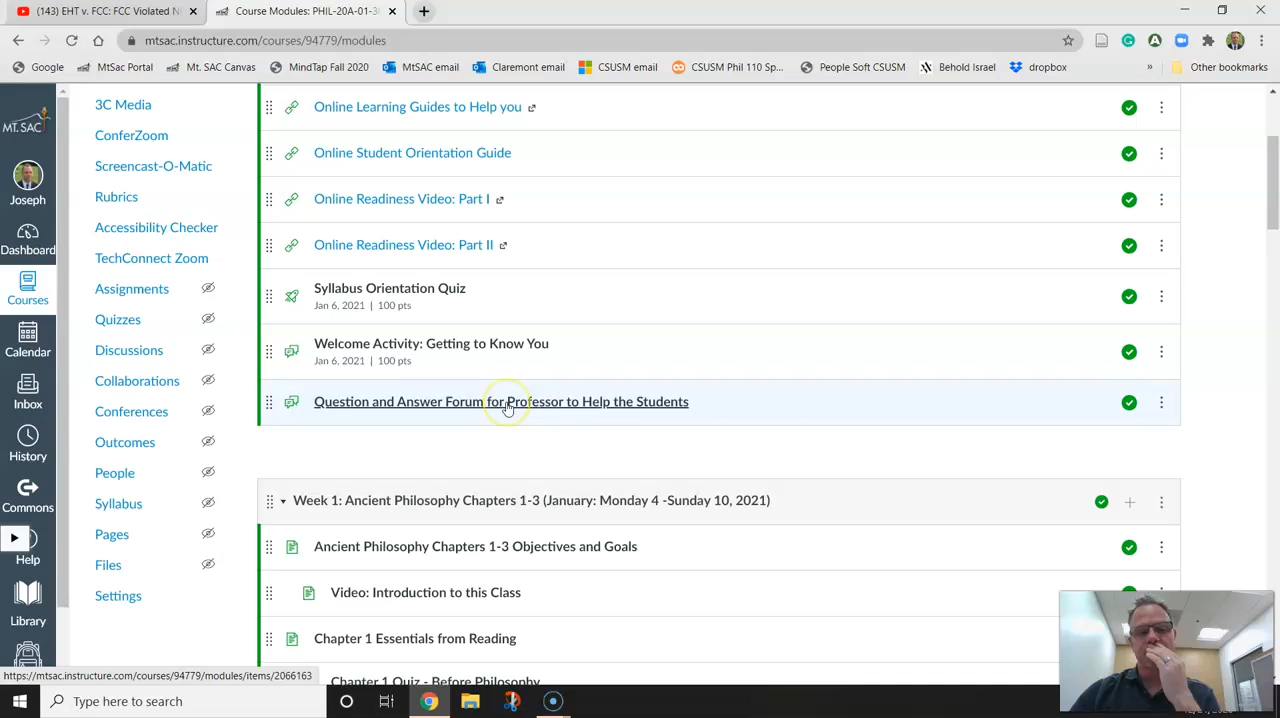 (143) EHT v. FCC: FCC Violated N
Course Modules: PHIL-20A-01-3
mtsac.instructure.com/courses/94779/modules
Google
MtSac Portal
Mt. SAC Canvas
MindTap Fall 2020
MtSAC email
Claremont email
CSUSM email
CSUSM Phil 110 Sp...
People Soft CSUSM
Behold Israel
dropbox
»
Other bookmarks
MT. SAC
Joseph
Dashboard
Courses
Calendar
Inbox
History
Commons
Help
Library
3C Media
ConferZoom
Screencast-O-Matic
Rubrics
Accessibility Checker
TechConnect Zoom
Assignments
Quizzes
Discussions
Collaborations
Conferences
Outcomes
People
Syllabus
Pages
Files
Settings
Online Learning Guides to Help you
Online Student Orientation Guide
Online Readiness Video: Part I
Online Readiness Video: Part II
Syllabus Orientation Quiz
Jan 6, 2021 | 100 pts
Welcome Activity: Getting to Know You
Jan 6, 2021 | 100 pts
Question and Answer Forum for Professor to Help the Students
Week 1: Ancient Philosophy Chapters 1-3 (January: Monday 4 -Sunday 10, 2021)
Ancient Philosophy Chapters 1-3 Objectives and Goals
Video: Introduction to this Class
Chapter 1 Essentials from Reading
Chapter 1 Quiz - Before Philosophy
https://mtsac.instructure.com/courses/94779/modules/items/2066163
Type here to search